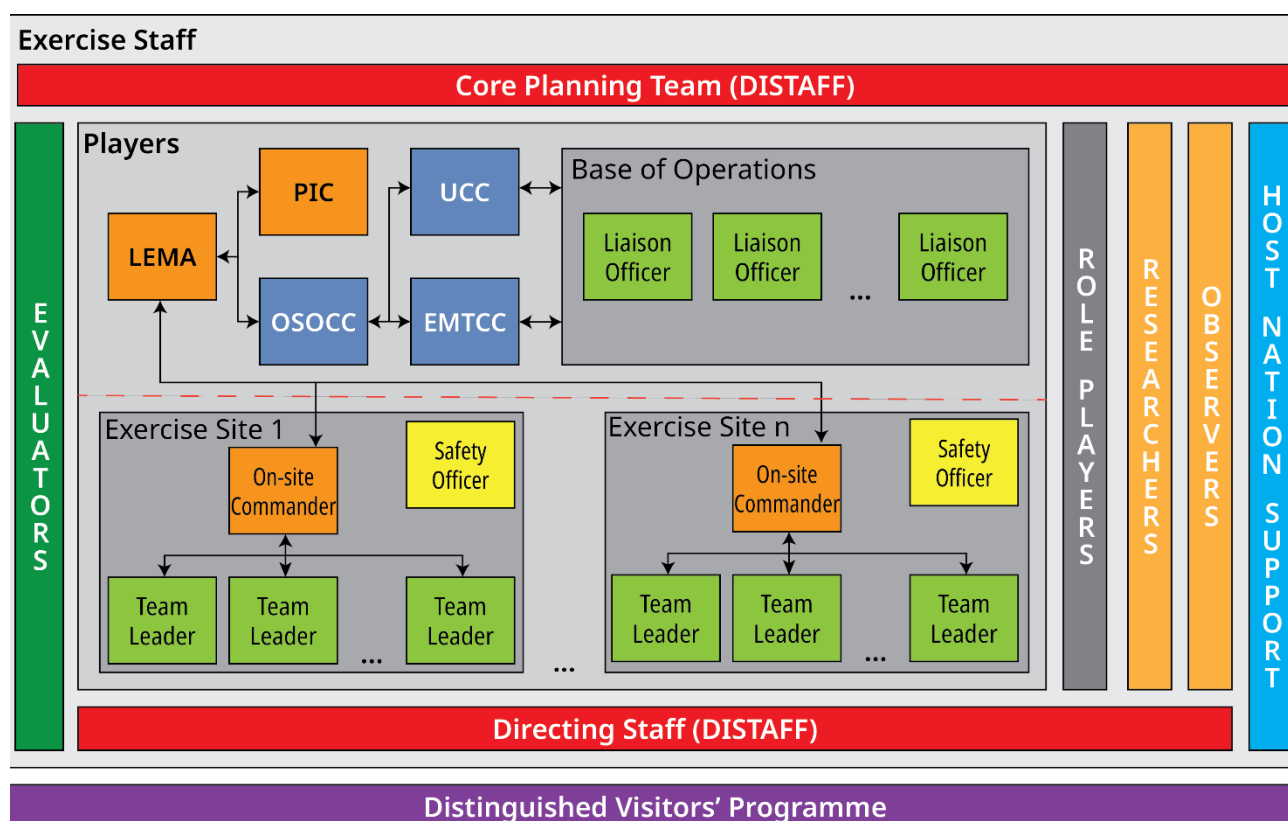 Exercise Staff
Core Planning Team (DISTAFF)
EVALUATORS
Players
PIC
UCC
LEMA
OSOCC
EMTCC
Base of Operations
Liaison
Officer
Liaison
Officer
...
Liaison
Officer
Exercise Site 1
Safety
Officer
On-site
Commander
Team
Leader
Team
Leader
...
Team
Leader
...
Exercise Site n
Safety
Officer
On-site
Commander
Team
Leader
Team
Leader
...
Team
Leader
ROLE PLAYERS
RESEARCHERS
OBSERVERS
HOST NATION SUPPORT
Directing Staff (DISTAFF)
Distinguished Visitors’ Programme